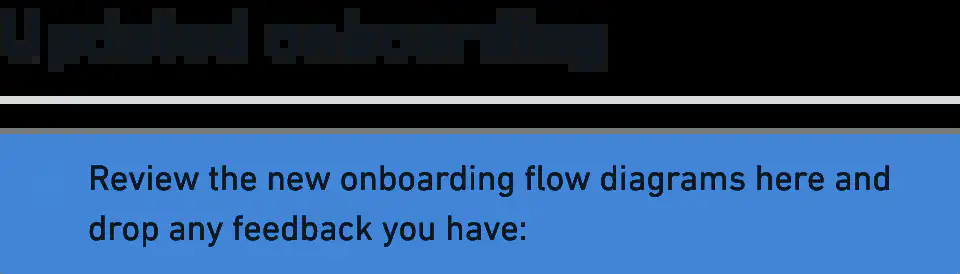 Updated onboarding
Review the new onboarding flow diagrams here and
drop any feedback you have: